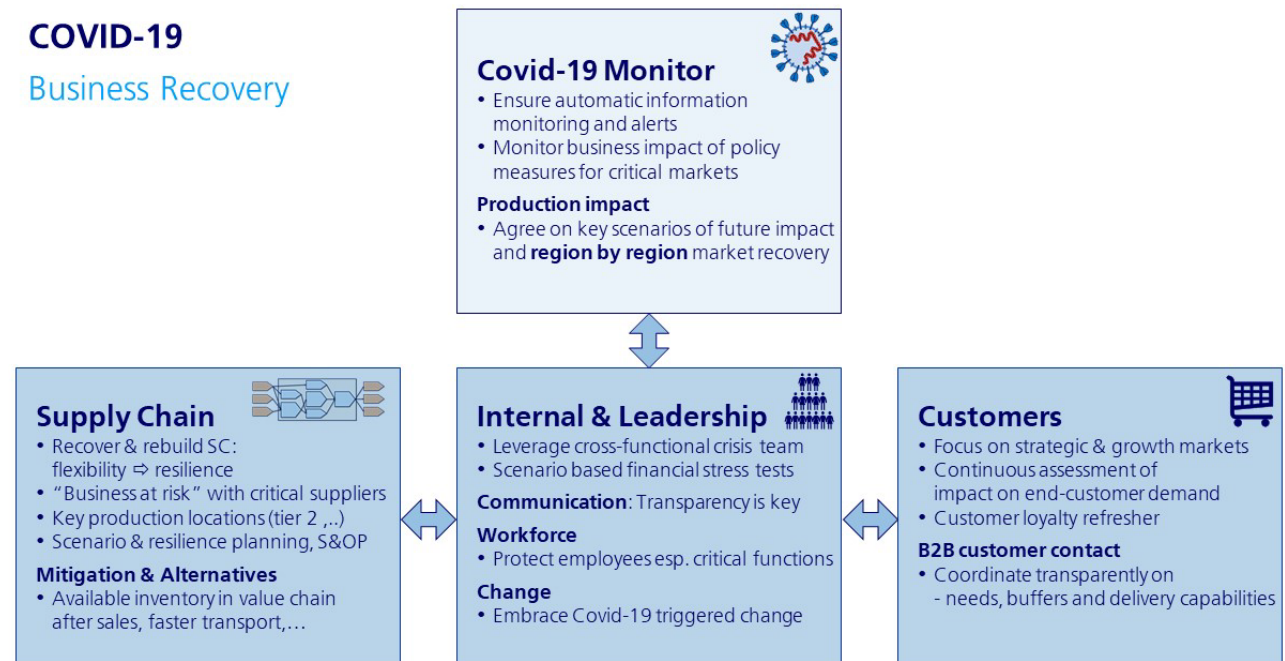 COVID-19
Business Recovery
Covid-19 Monitor
• Ensure automatic information
monitoring and alerts
• Monitor business impact of policy
measures for critical markets
Production impact
• Agree on key scenarios of future impact
and region by region market recovery
Supply Chain
• Recover & rebuild SC:
flexibility ⇨ resilience
• “Business at risk” with critical suppliers
• Key production locations (tier 2 ,..)
• Scenario & resilience planning, S&OP
Mitigation & Alternatives
• Available inventory in value chain
after sales, faster transport,…
Internal & Leadership
• Leverage cross-functional crisis team
• Scenario based financial stress tests
Communication: Transparency is key
Workforce
• Protect employees esp. critical functions
Change
• Embrace Covid-19 triggered change
Customers
• Focus on strategic & growth markets
• Continuous assessment of
impact on end-customer demand
• Customer loyalty refresher
B2B customer contact
• Coordinate transparently on
- needs, buffers and delivery capabilities